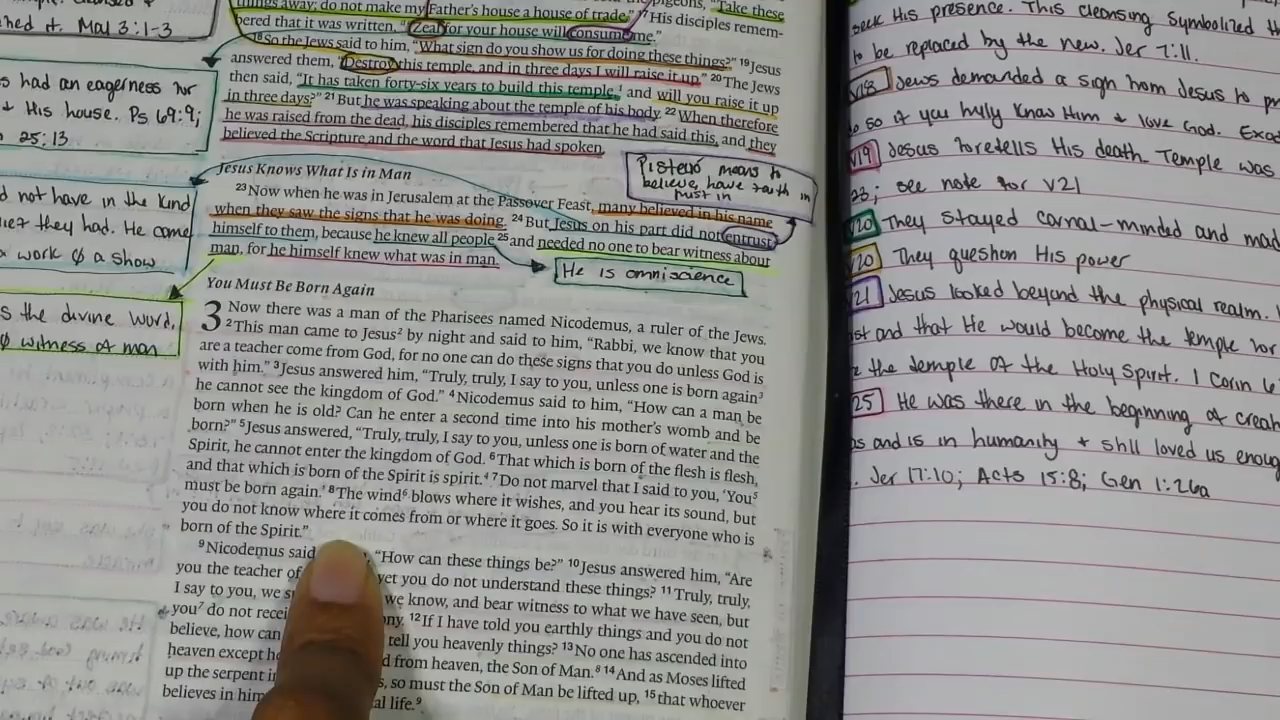 things away; do not make my Father's house a house of trade." 17 His disciples remem-
bered that it was written, "Zeal for your house will consume me."
18 So the Jews said to him, "What sign do you show us for doing these things?" 19 Jesus
answered them, "Destroy this temple, and in three days I will raise it up." 20 The Jews
then said, "It has taken forty-six years to build this temple,¹ and will you raise it up
in three days?" 21 But he was speaking about the temple of his body. 22 When therefore
he was raised from the dead, his disciples remembered that he had said this, and they
believed the Scripture and the word that Jesus had spoken.
Jesus Knows What Is in Man
23 Now when he was in Jerusalem at the Passover Feast, many believed in his name
when they saw the signs that he was doing. 24 But Jesus on his part did not entrust
himself to them, because he knew all people 25 and needed no one to bear witness about
man, for he himself knew what was in man.
You Must Be Born Again
3 Now there was a man of the Pharisees named Nicodemus, a ruler of the Jews.
2 This man came to Jesus² by night and said to him, "Rabbi, we know that you
are a teacher come from God, for no one can do these signs that you do unless God is
with him." 3 Jesus answered him, "Truly, truly, I say to you, unless one is born again³
he cannot see the kingdom of God." 4 Nicodemus said to him, "How can a man be
born when he is old? Can he enter a second time into his mother's womb and be
born?" 5 Jesus answered, "Truly, truly, I say to you, unless one is born of water and the
Spirit, he cannot enter the kingdom of God. 6 That which is born of the flesh is flesh,
and that which is born of the Spirit is spirit.⁴ 7 Do not marvel that I said to you, 'You⁵
must be born again.' 8 The wind⁶ blows where it wishes, and you hear its sound, but
you do not know where it comes from or where it goes. So it is with everyone who is
born of the Spirit."
9 Nicodemus said "How can these things be?" 10 Jesus answered him, "Are
you the teacher of yet you do not understand these things? 11 Truly, truly,
I say to you, we we know, and bear witness to what we have seen, but
you⁷ do not 12 If I have told you earthly things and you do not
believe, how can tell you heavenly things? 13 No one has ascended into
heaven except from heaven, the Son of Man.⁸ 14 And as Moses lifted
up the serpent so must the Son of Man be lifted up, 15 that whoever
believes in him life.⁹
Mal 3:1-3
had an eagerness for
+ His house. Ps 69:9;
25:13
not have in the kind
they had. He came
work Ø a show
the divine word,
Ø witness of man
Pisteuō means to
believe, have faith in
trust in
He is omniscience
seek His presence. This cleansing symbolized
to be replaced by the new. Jer 7:11.
V18 Jews demanded a sign from Jesus to
so if you fully know Him + love God.
V19 Jesus foretells His death. Temple was
see note for V21
V20 They stayed carnal-minded and
V20 They question His power
V21 Jesus looked beyond the physical realm.
and that He would become the temple for
the temple of the Holy Spirit. 1 Corin
25 He was there in the beginning of
and is in humanity + still loved us
Jer 17:10; Acts 15:8; Gen 1:26a